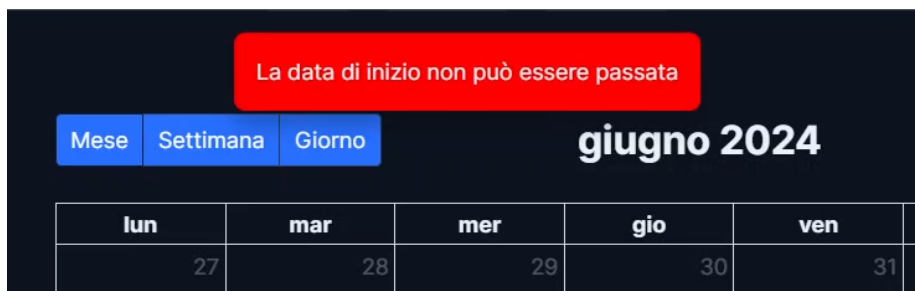 La data di inizio non può essere passata
Mese Settimana Giorno giugno 2024
lun mar mer gio ven
27 28 29 30 31